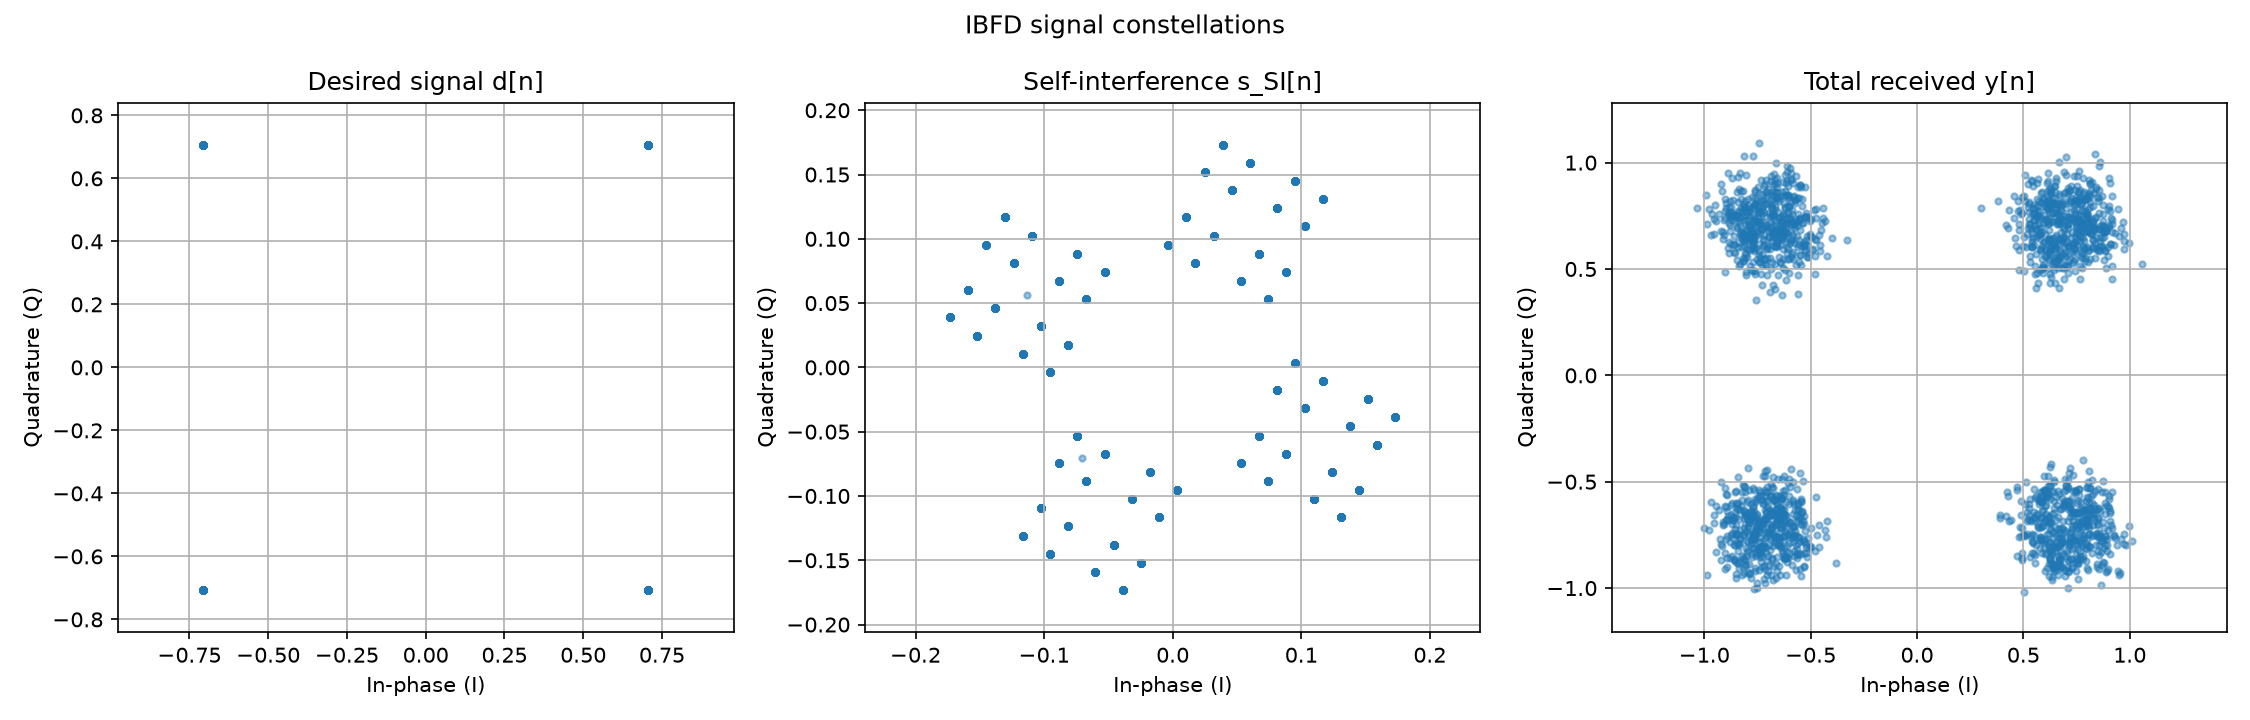 IBFD signal constellations
Desired signal d[n]
Quadrature (Q)
0.8
0.6
0.4
0.2
0.0
−0.2
−0.4
−0.6
−0.8
−0.75 −0.50 −0.25 0.00 0.25 0.50 0.75
In-phase (I)
Self-interference s_SI[n]
Quadrature (Q)
0.20
0.15
0.10
0.05
0.00
−0.05
−0.10
−0.15
−0.20
−0.2 −0.1 0.0 0.1 0.2
In-phase (I)
Total received y[n]
Quadrature (Q)
1.0
0.5
0.0
−0.5
−1.0
−1.0 −0.5 0.0 0.5 1.0
In-phase (I)